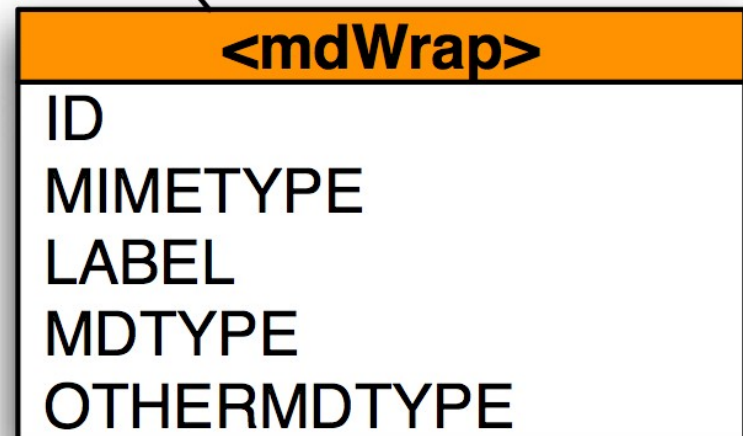 <mdWrap>
ID
MIMETYPE
LABEL
MDTYPE
OTHERMDTYPE